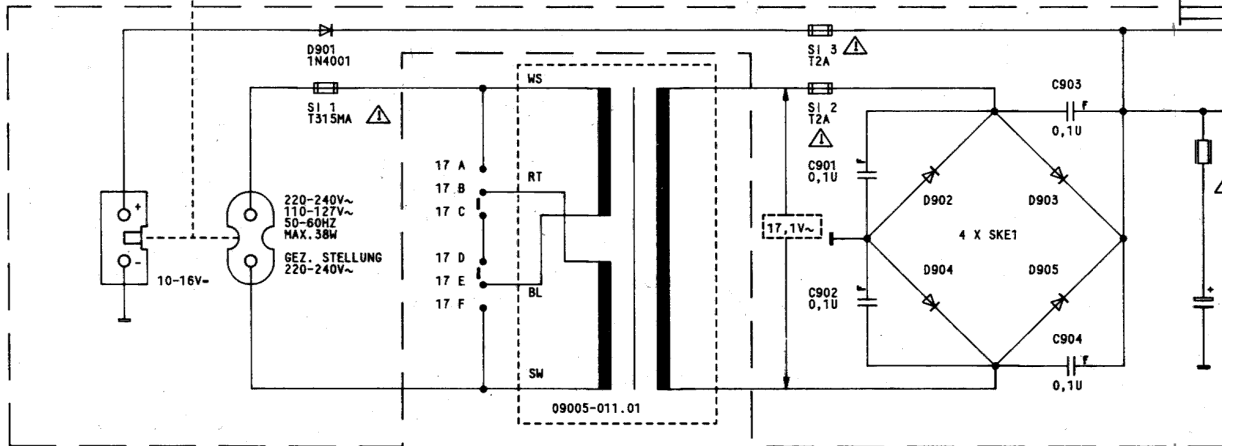 D901
1N4001
SI 3
T2A
SI 1
T315MA
WS
SI 2
T2A
C903
F
0,1U
17 A
17 B
17 C
17 D
17 E
17 F
RT
BL
SW
C901
0,1U
F
D902
D903
+
-
10-16V=
220-240V~
110-127V~
50-60HZ
MAX.38W
GEZ. STELLUNG
220-240V~
17,1V~
4 X SKE1
D904
D905
C902
0,1U
F
+
C904
F
0,1U
09005-011.01